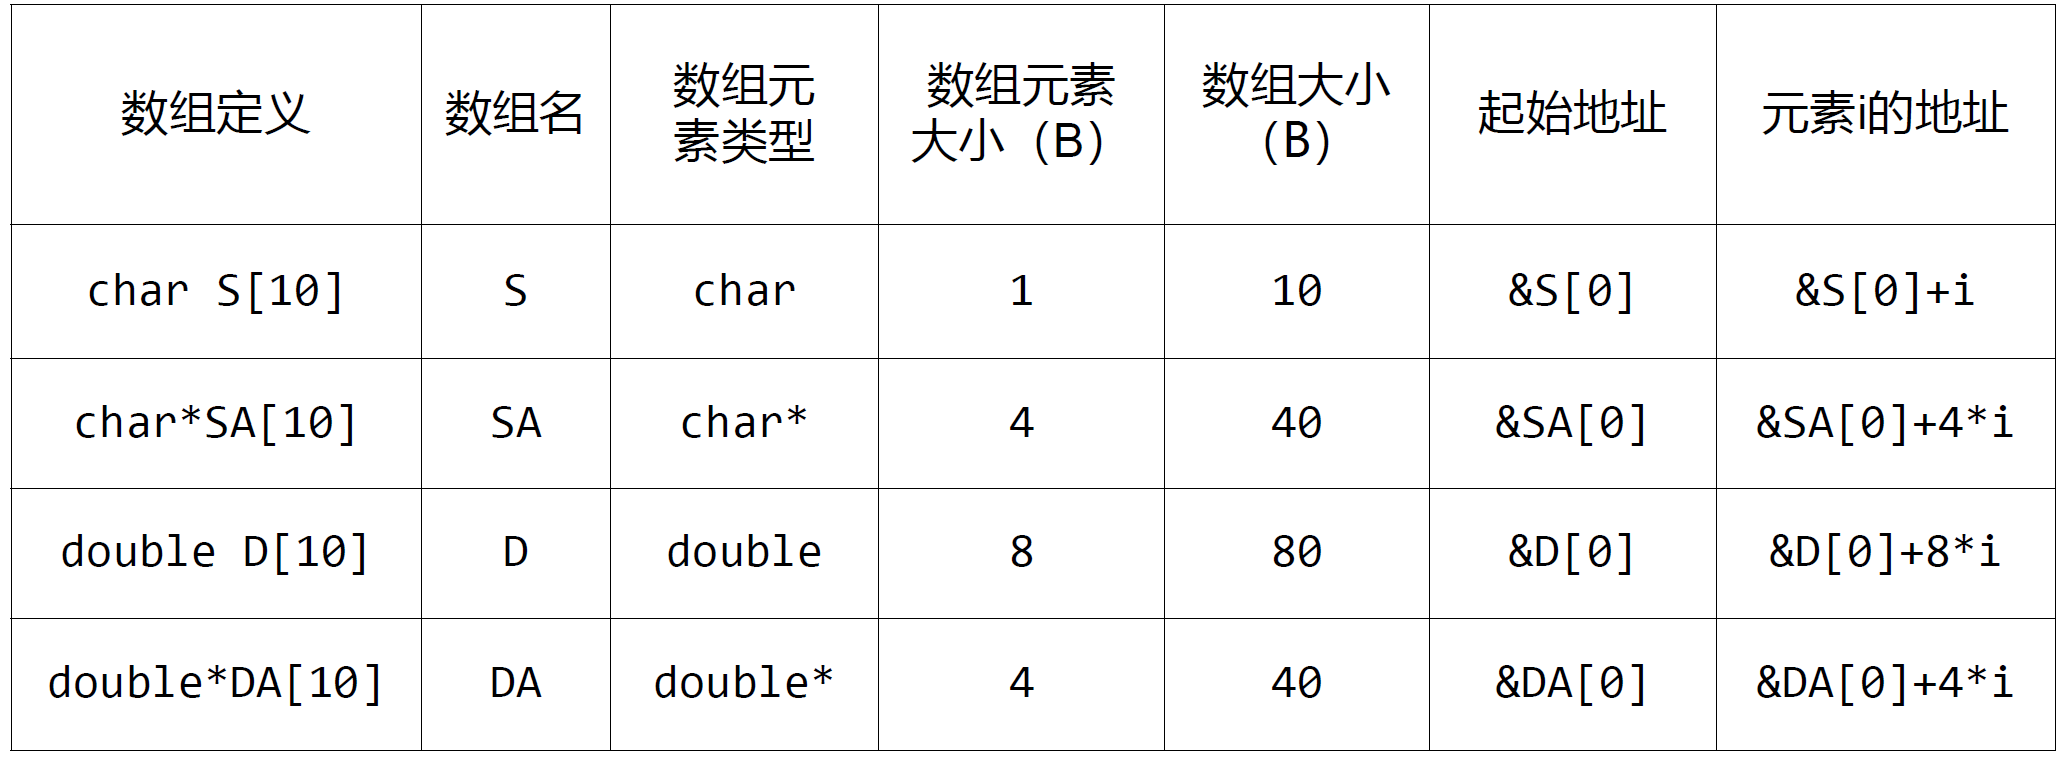 数组定义 数组名 数组元 数组元素 数组大小 起始地址 元素i的地址
素类型 大小（B） （B）
char S[10] S char 1 10 &S[0] &S[0]+i
char*SA[10] SA char* 4 40 &SA[0] &SA[0]+4*i
double D[10] D double 8 80 &D[0] &D[0]+8*i
double*DA[10] DA double* 4 40 &DA[0] &DA[0]+4*i